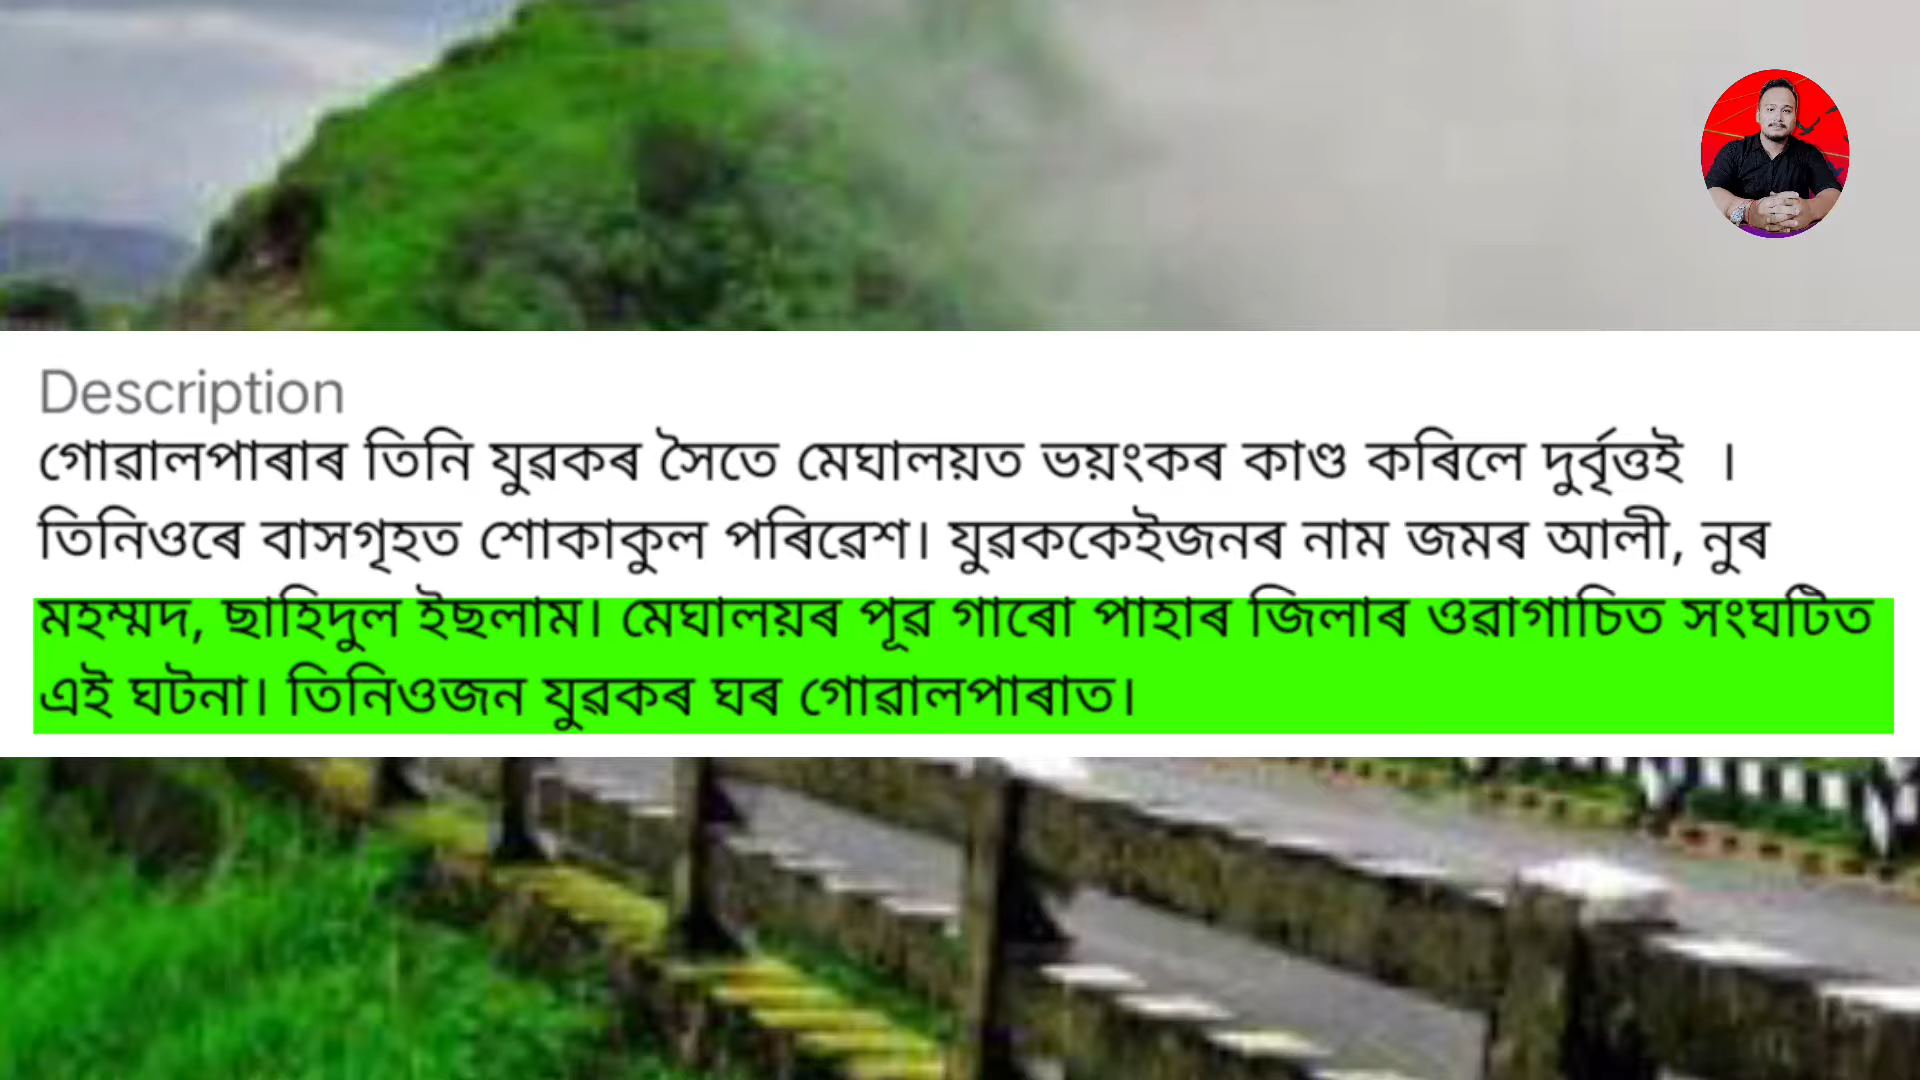 Description
গোৱালপাৰাৰ তিনি যুৱকৰ সৈতে মেঘালয়ত ভয়ংকৰ কাণ্ড কৰিলে দুৰ্বৃত্তই ।
তিনিওৰে বাসগৃহত শোকাকুল পৰিৱেশ। যুৱককেইজনৰ নাম জমৰ আলী, নুৰ
মহম্মদ, ছাহিদুল ইছলাম। মেঘালয়ৰ পূৱ গাৰো পাহাৰ জিলাৰ ওৱাগাচিত সংঘটিত
এই ঘটনা। তিনিওজন যুৱকৰ ঘৰ গোৱালপাৰাত।